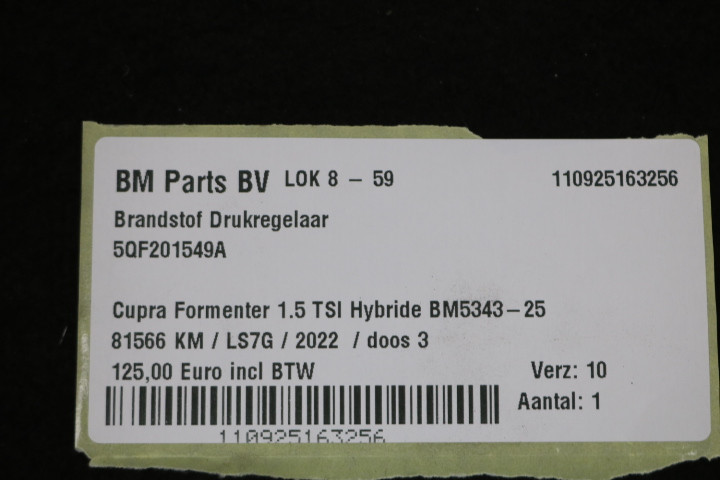 BM Parts BV LOK 8 – 59 110925163256
Brandstof Drukregelaar
5QF201549A
Cupra Formenter 1.5 TSI Hybride BM5343–25
81566 KM / LS7G / 2022 / doos 3
125,00 Euro incl BTW Verz: 10
Aantal: 1
110925163256